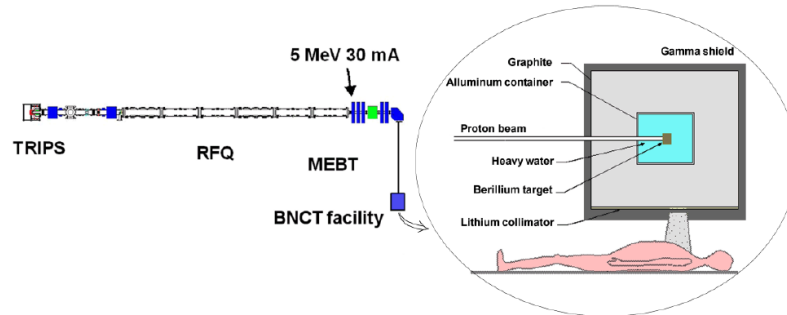 5 MeV 30 mA
TRIPS
RFQ
MEBT
BNCT facility
Gamma shield
Graphite
Alluminum container
Proton beam
Heavy water
Berillium target
Lithium collimator